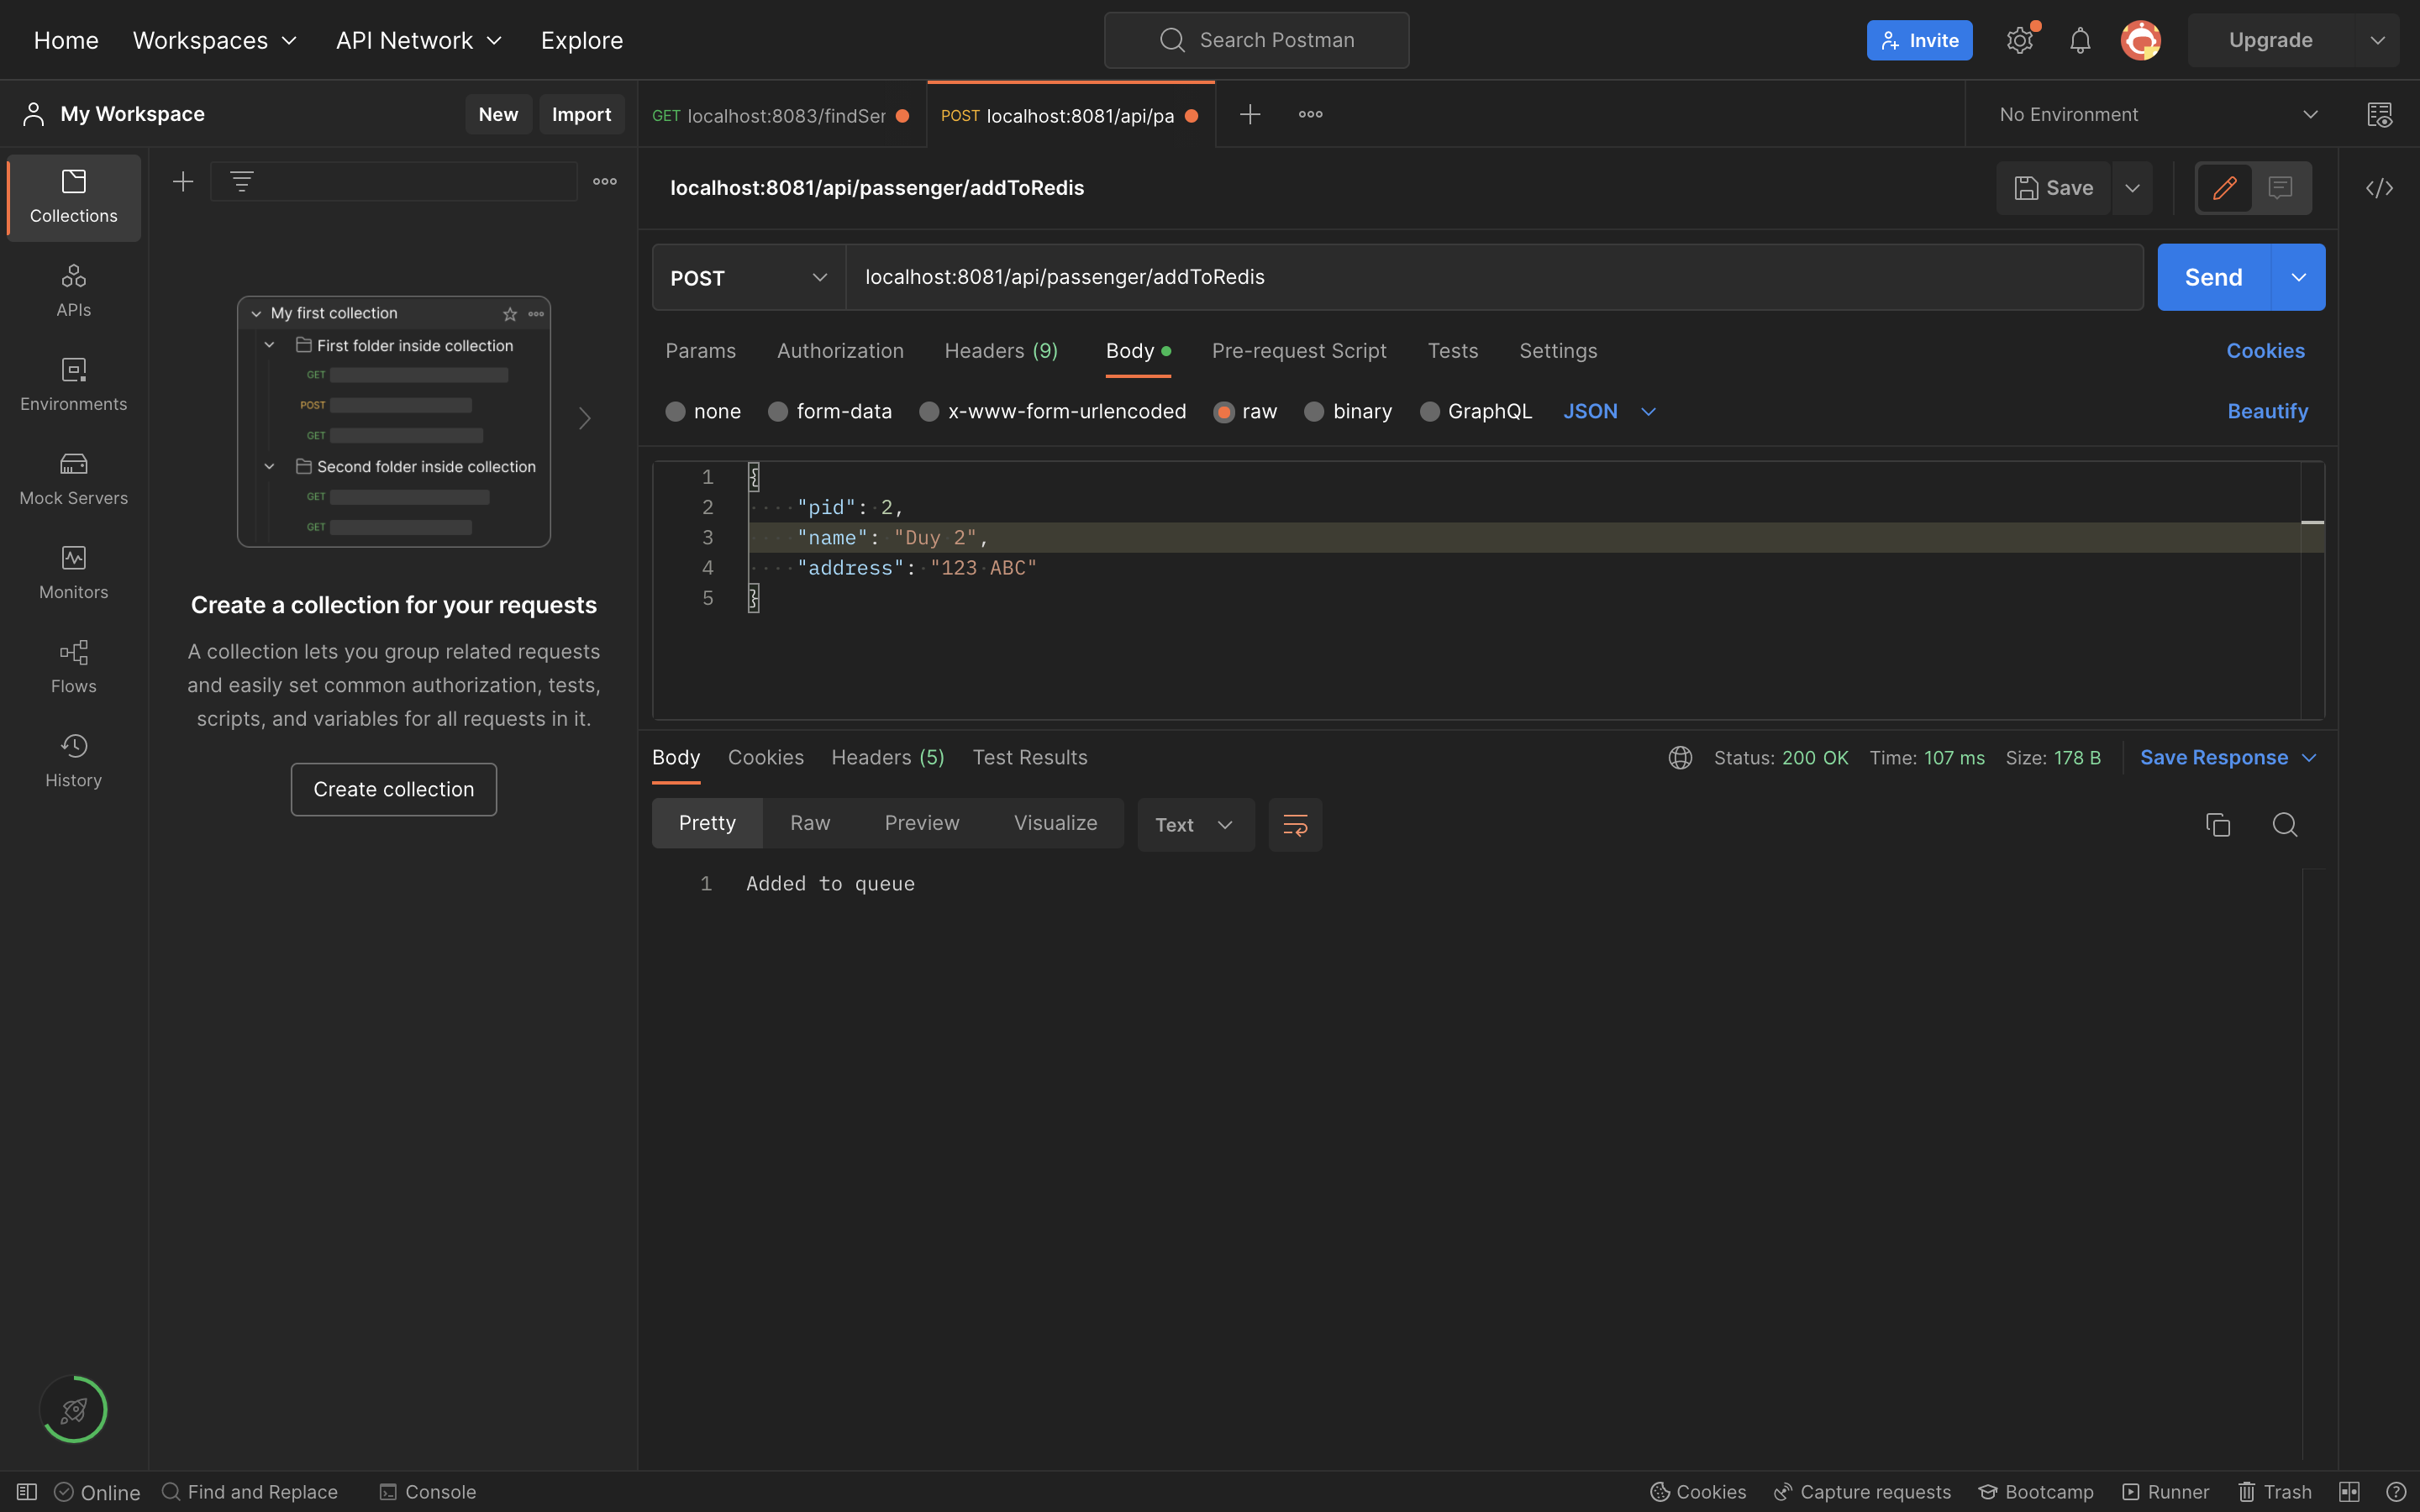 Home Workspaces API Network Explore Search Postman Invite Upgrade
My Workspace New Import GET localhost:8083/findSer POST localhost:8081/api/pa No Environment
Collections
APIs
Environments
Mock Servers
Monitors
Flows
History
My first collection
First folder inside collection
GET
POST
GET
Second folder inside collection
GET
GET
Create a collection for your requests
A collection lets you group related requests
and easily set common authorization, tests,
scripts, and variables for all requests in it.
Create collection
localhost:8081/api/passenger/addToRedis Save
POST localhost:8081/api/passenger/addToRedis Send
Params Authorization Headers (9) Body Pre-request Script Tests Settings Cookies
none form-data x-www-form-urlencoded raw binary GraphQL JSON Beautify
1 {
2 "pid": 2,
3 "name": "Duy 2",
4 "address": "123 ABC"
5 }
Body Cookies Headers (5) Test Results Status: 200 OK Time: 107 ms Size: 178 B Save Response
Pretty Raw Preview Visualize Text
1 Added to queue
Online Find and Replace Console Cookies Capture requests Bootcamp Runner Trash